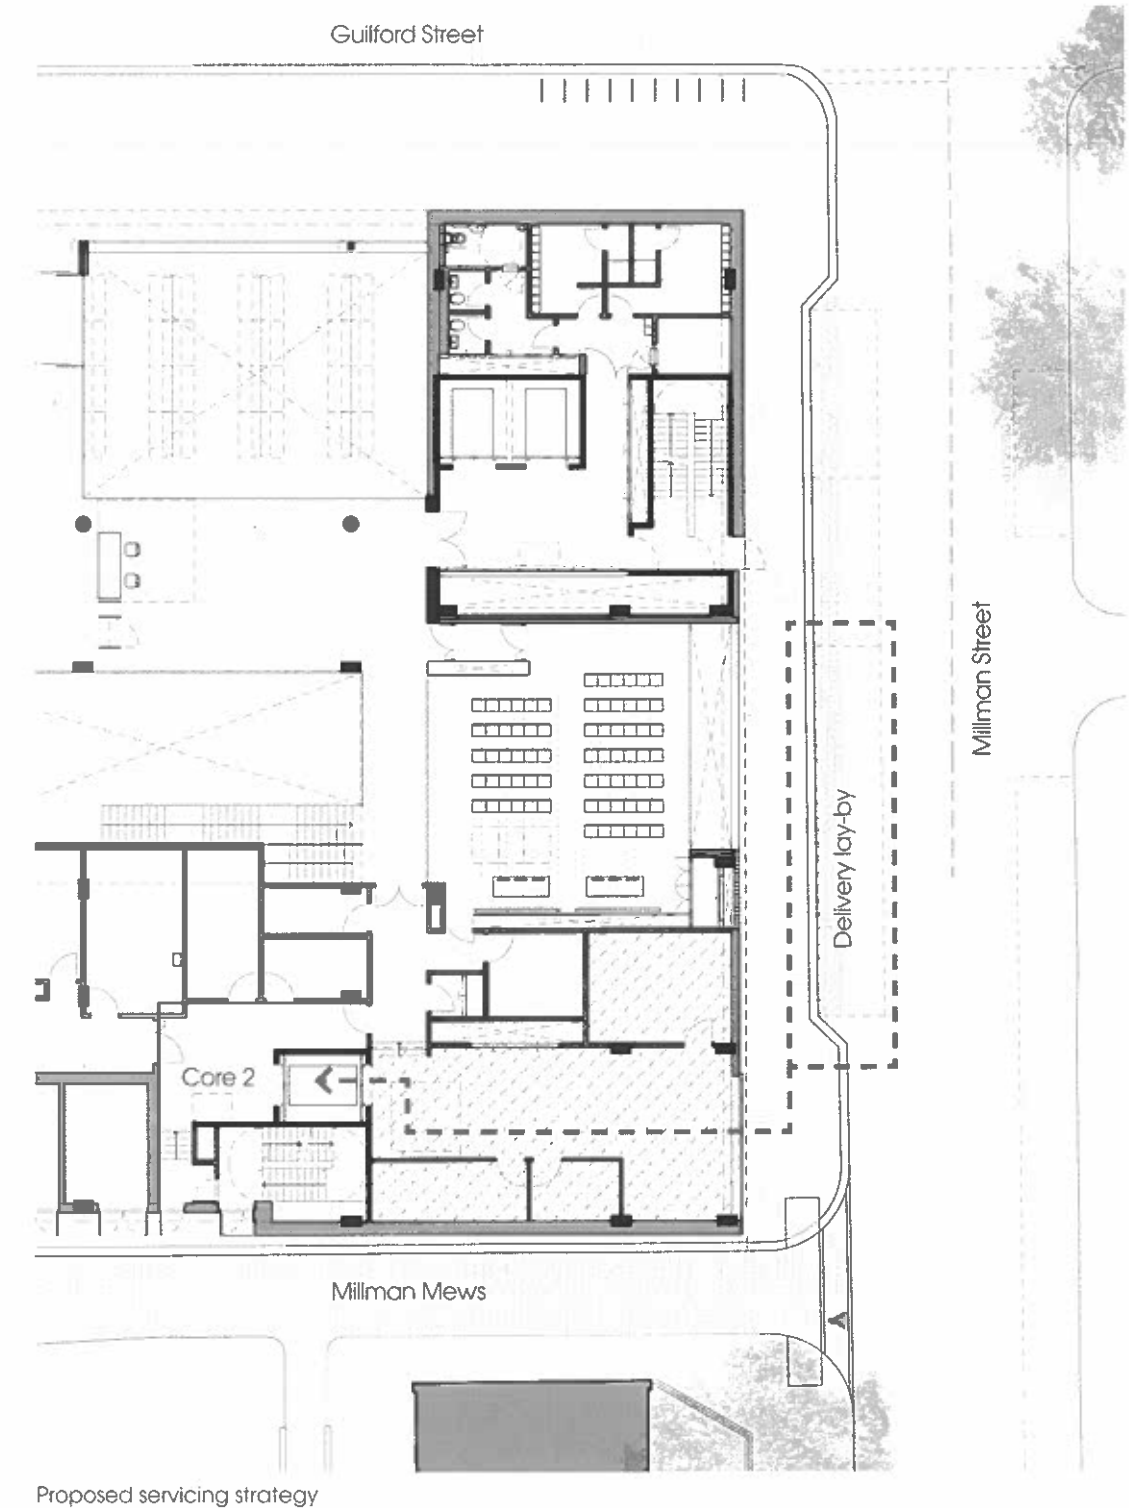 Guilford Street
Millman Street
Delivery lay-by
Core 2
Millman Mews
Proposed servicing strategy